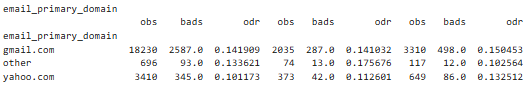 email_primary_domain
obs bads odr obs bads odr obs bads odr
email_primary_domain
gmail.com 18230 2587.0 0.141909 2035 287.0 0.141032 3310 498.0 0.150453
other 696 93.0 0.133621 74 13.0 0.175676 117 12.0 0.102564
yahoo.com 3410 345.0 0.101173 373 42.0 0.112601 649 86.0 0.132512